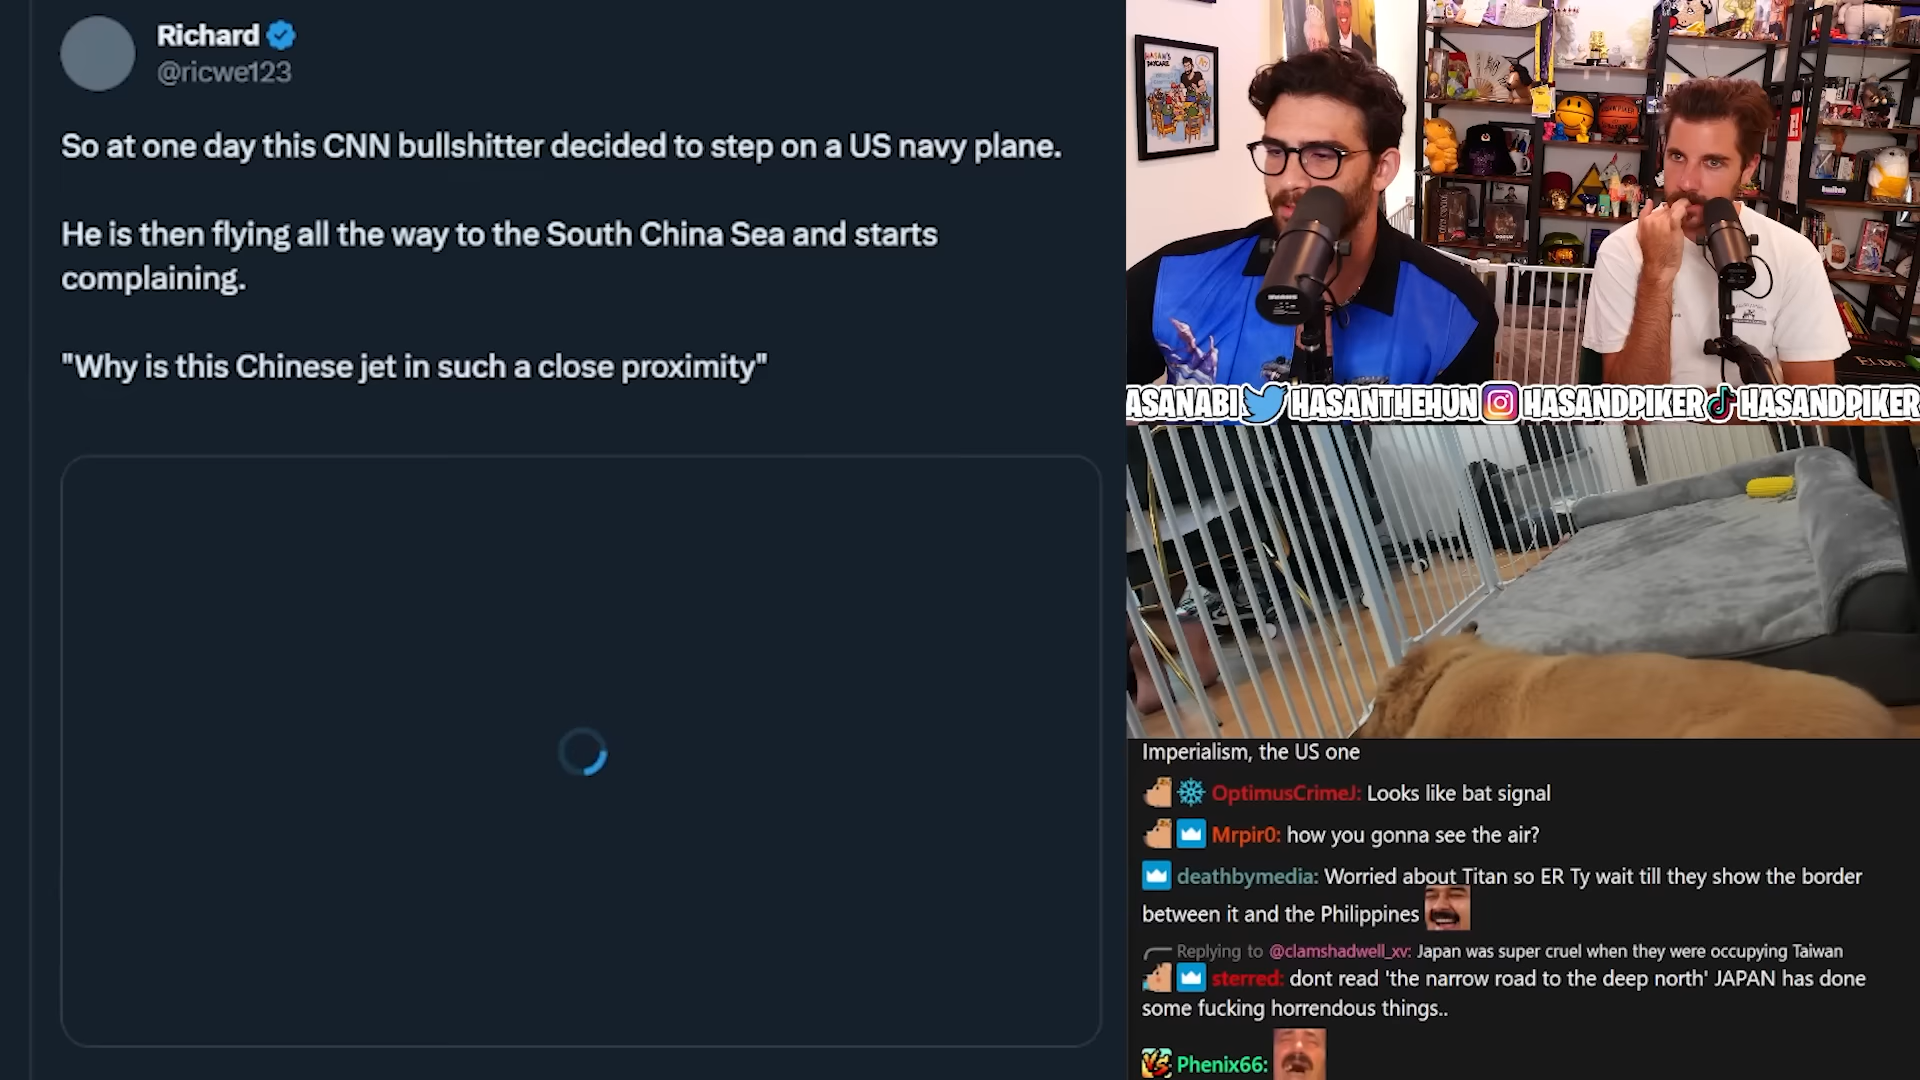 Richard
@ricwe123
So at one day this CNN bullshitter decided to step on a US navy plane.
He is then flying all the way to the South China Sea and starts
complaining.
"Why is this Chinese jet in such a close proximity"
ASANABI HASANTHEHUN HASANDPIKER HASANDPIKER
Imperialism, the US one
OptimusCrimeJ: Looks like bat signal
Mrpir0: how you gonna see the air?
deathbymedia: Worried about Titan so ER Ty wait till they show the border
between it and the Philippines
Replying to @clamshadwell_xv: Japan was super cruel when they were occupying Taiwan
sterred: dont read 'the narrow road to the deep north' JAPAN has done
some fucking horrendous things..
Phenix66: